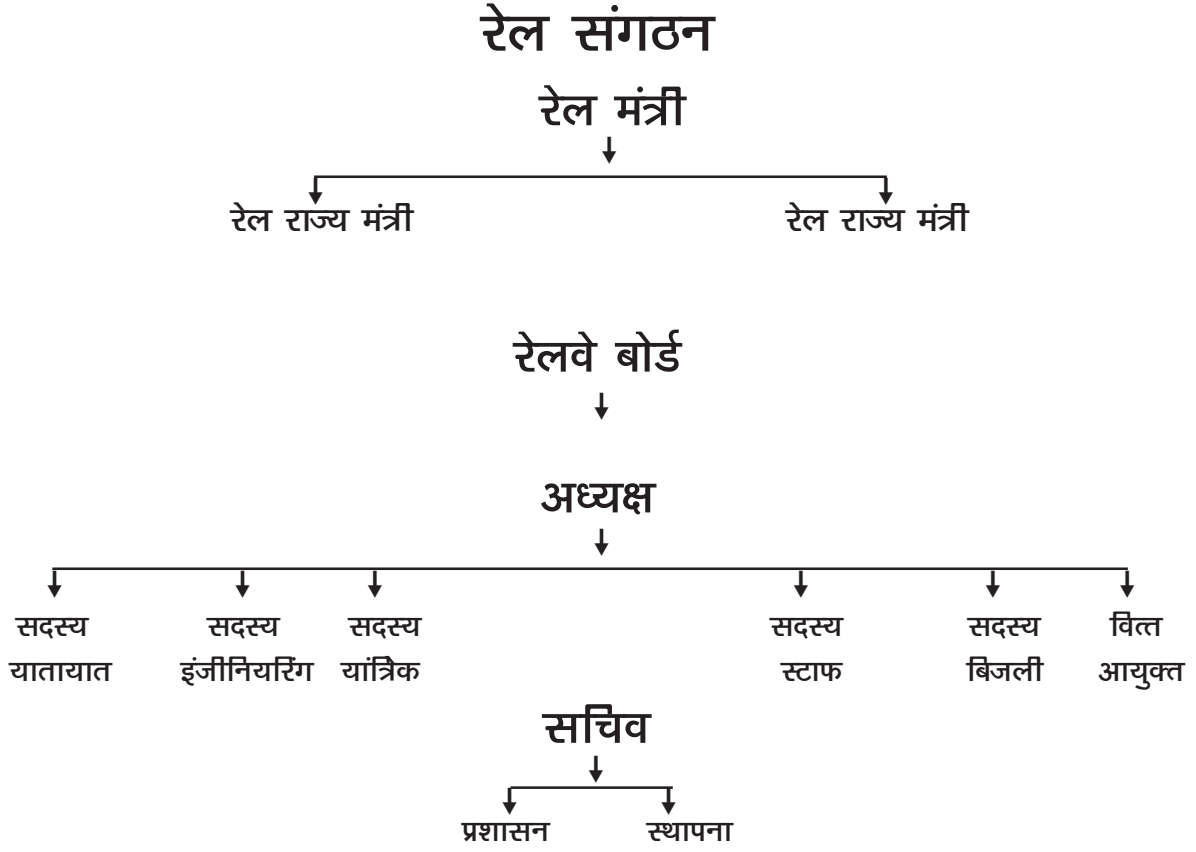 रेल संगठन
रेल मंत्री
रेल राज्य मंत्री रेल राज्य मंत्री
रेलवे बोर्ड
अध्यक्ष
सदस्य सदस्य सदस्य सदस्य सदस्य वित्त
यातायात इंजीनियरिंग यांत्रिक स्टाफ बिजली आयुक्त
सचिव
प्रशासन स्थापना